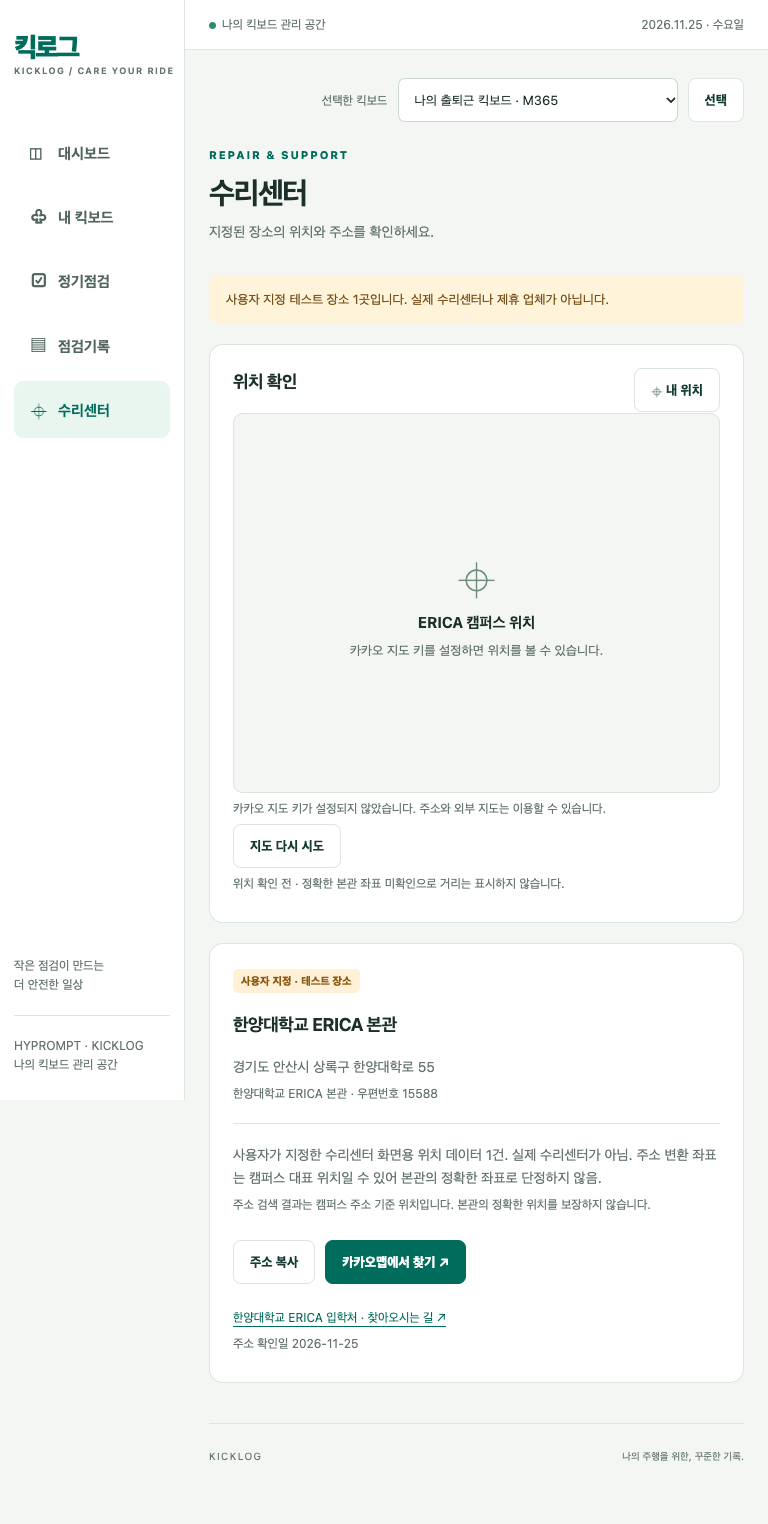 킥로그
KICKLOG / CARE YOUR RIDE
대시보드
내 킥보드
정기점검
점검기록
수리센터
작은 점검이 만드는
더 안전한 일상
HYPROMPT · KICKLOG
나의 킥보드 관리 공간
나의 킥보드 관리 공간
2026.11.25 · 수요일
선택한 킥보드
나의 출퇴근 킥보드 · M365
선택
REPAIR & SUPPORT
수리센터
지정된 장소의 위치와 주소를 확인하세요.
사용자 지정 테스트 장소 1곳입니다. 실제 수리센터나 제휴 업체가 아닙니다.
위치 확인
내 위치
ERICA 캠퍼스 위치
카카오 지도 키를 설정하면 위치를 볼 수 있습니다.
카카오 지도 키가 설정되지 않았습니다. 주소와 외부 지도는 이용할 수 있습니다.
지도 다시 시도
위치 확인 전 · 정확한 본관 좌표 미확인으로 거리는 표시하지 않습니다.
사용자 지정 · 테스트 장소
한양대학교 ERICA 본관
경기도 안산시 상록구 한양대학로 55
한양대학교 ERICA 본관 · 우편번호 15588
사용자가 지정한 수리센터 화면용 위치 데이터 1건. 실제 수리센터가 아님. 주소 변환 좌표
는 캠퍼스 대표 위치일 수 있어 본관의 정확한 좌표로 단정하지 않음.
주소 검색 결과는 캠퍼스 주소 기준 위치입니다. 본관의 정확한 위치를 보장하지 않습니다.
주소 복사
카카오맵에서 찾기 ↗
한양대학교 ERICA 입학처 · 찾아오시는 길 ↗
주소 확인일 2026-11-25
KICKLOG
나의 주행을 위한, 꾸준한 기록.